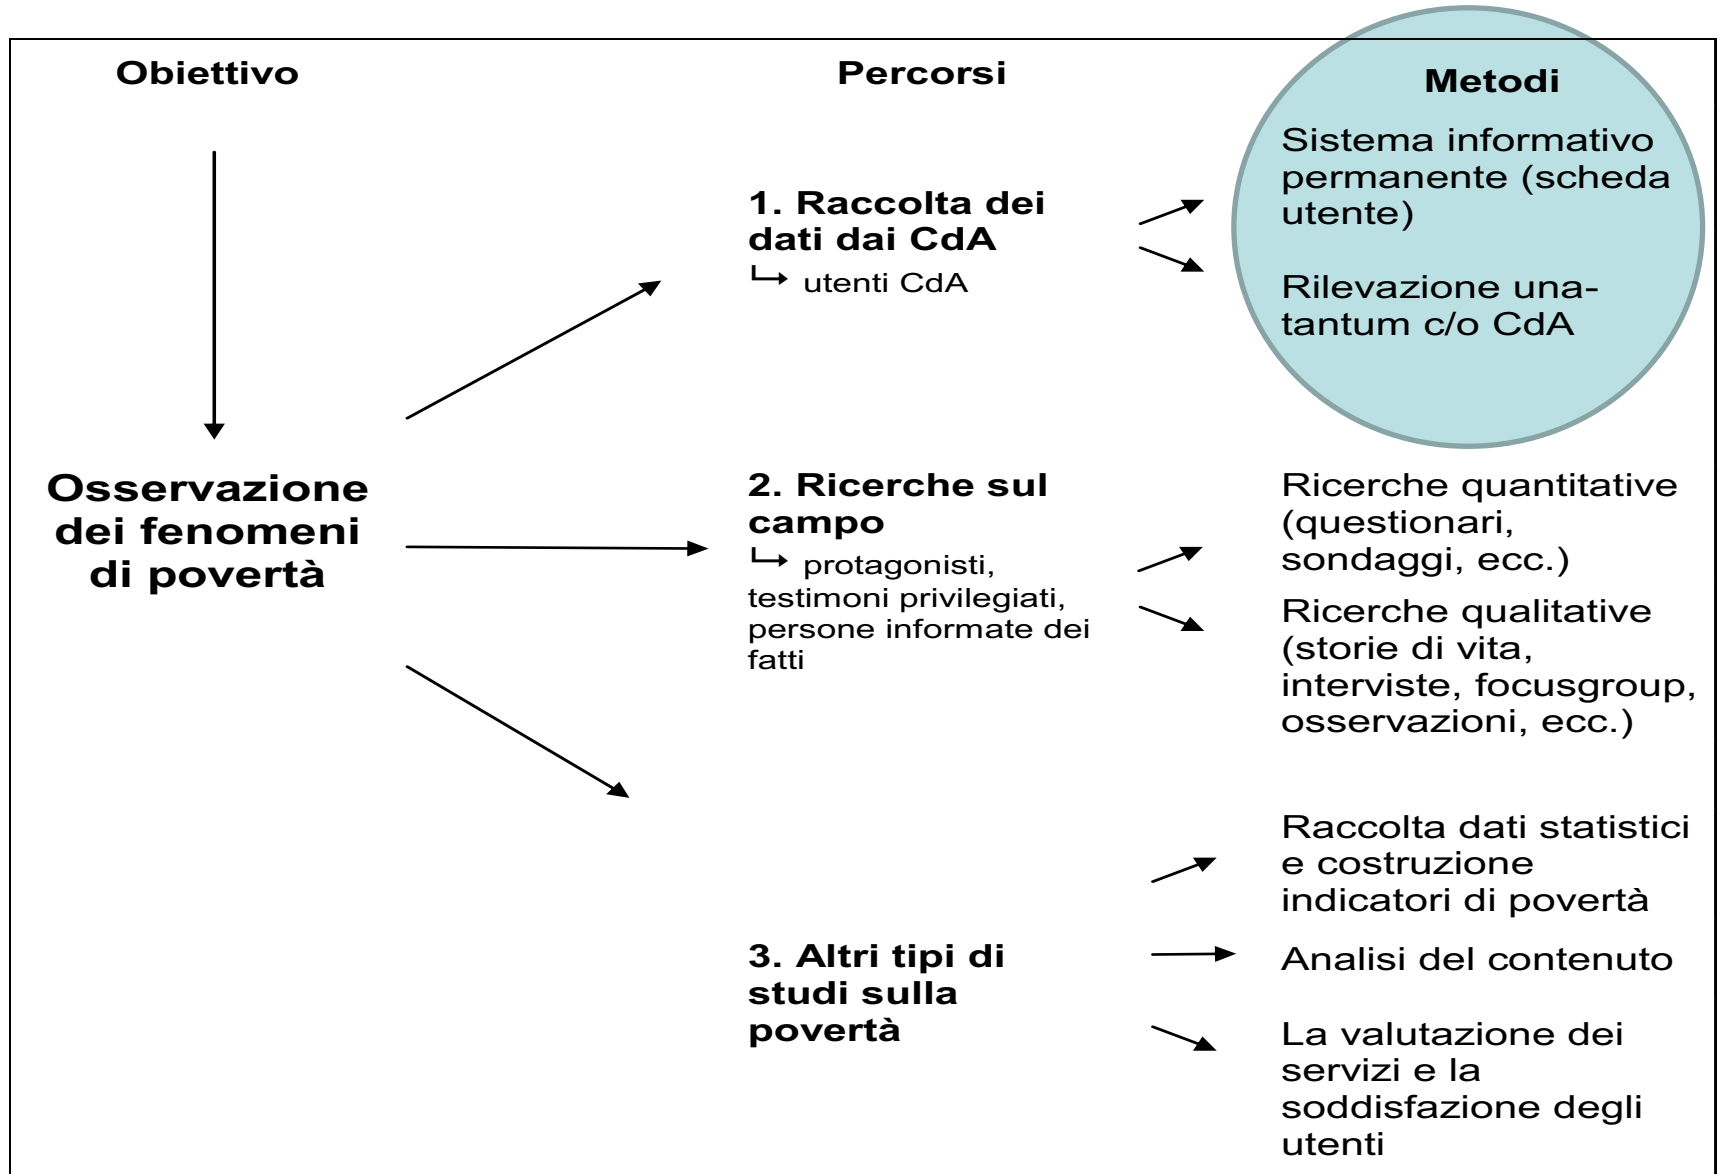 Obiettivo
Percorsi
Metodi
Osservazione
dei fenomeni
di povertà
1. Raccolta dei
dati dai CdA
utenti CdA
Sistema informativo
permanente (scheda
utente)
Rilevazione una-
tantum c/o CdA
2. Ricerche sul
campo
protagonisti,
testimoni privilegiati,
persone informate dei
fatti
Ricerche quantitative
(questionari,
sondaggi, ecc.)
Ricerche qualitative
(storie di vita,
interviste, focusgroup,
osservazioni, ecc.)
3. Altri tipi di
studi sulla
povertà
Raccolta dati statistici
e costruzione
indicatori di povertà
Analisi del contenuto
La valutazione dei
servizi e la
soddisfazione degli
utenti